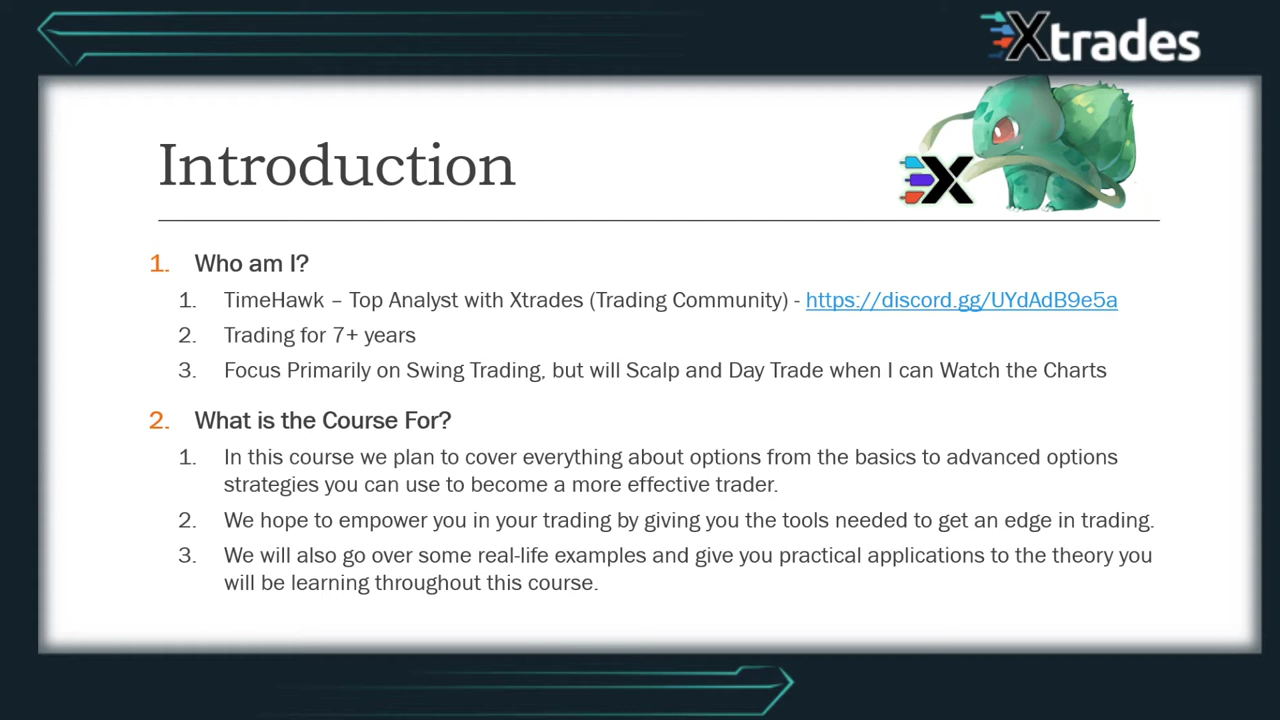 Xtrades
Introduction
X
1. Who am I?
1. TimeHawk – Top Analyst with Xtrades (Trading Community) - https://discord.gg/UYdAdB9e5a
2. Trading for 7+ years
3. Focus Primarily on Swing Trading, but will Scalp and Day Trade when I can Watch the Charts
2. What is the Course For?
1. In this course we plan to cover everything about options from the basics to advanced options
strategies you can use to become a more effective trader.
2. We hope to empower you in your trading by giving you the tools needed to get an edge in trading.
3. We will also go over some real-life examples and give you practical applications to the theory you
will be learning throughout this course.